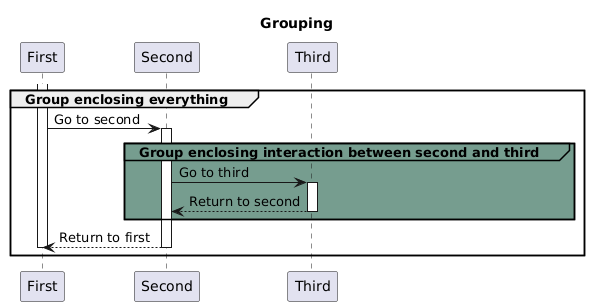 Grouping
First Second Third
Group enclosing everything
Go to second
Group enclosing interaction between second and third
Go to third
Return to second
Return to first
First Second Third